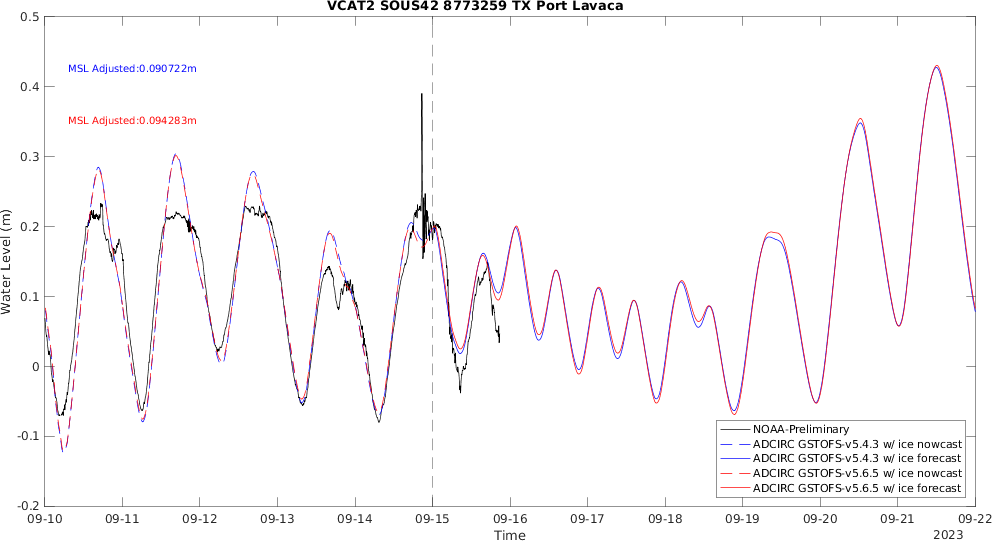 VCAT2 SOUS42 8773259 TX Port Lavaca
0.5
0.4
0.3
0.2
0.1
0
-0.1
-0.2
Water Level (m)
MSL Adjusted:0.090722m
MSL Adjusted:0.094283m
NOAA-Preliminary
ADCIRC GSTOFS-v5.4.3 w/ ice nowcast
ADCIRC GSTOFS-v5.4.3 w/ ice forecast
ADCIRC GSTOFS-v5.6.5 w/ ice nowcast
ADCIRC GSTOFS-v5.6.5 w/ ice forecast
09-10 09-11 09-12 09-13 09-14 09-15 09-16 09-17 09-18 09-19 09-20 09-21 09-22
Time
2023